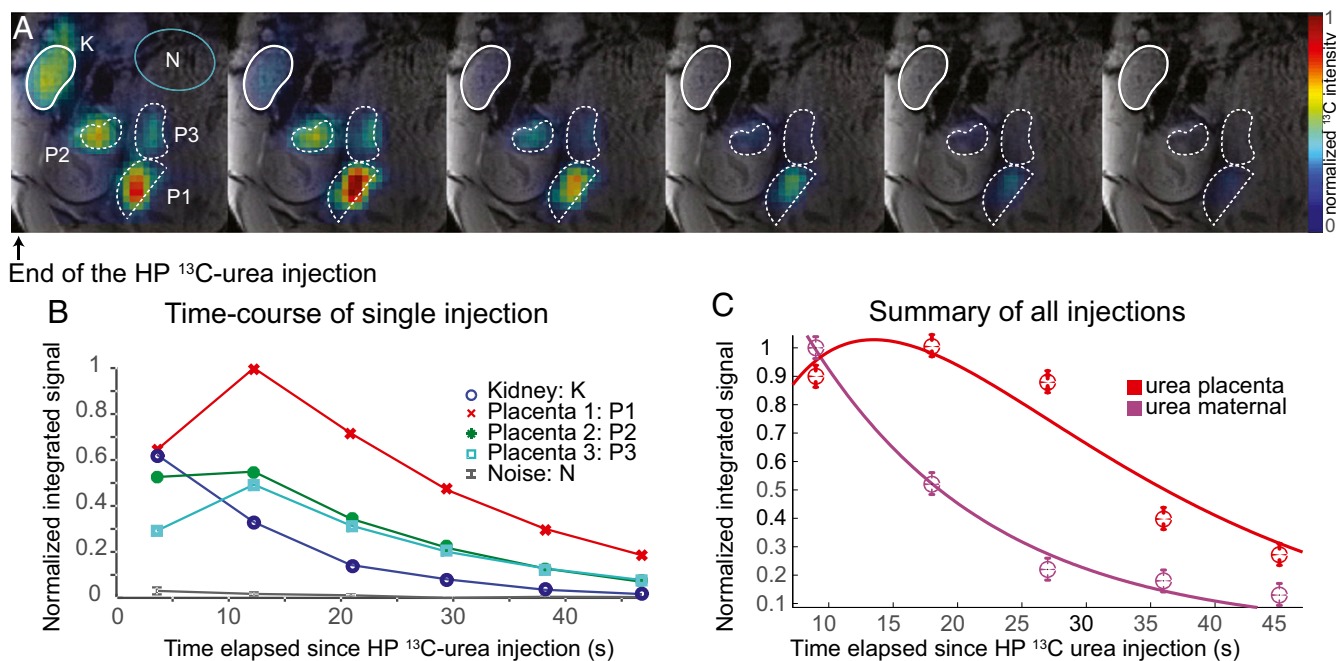 A
K
N
P3
P2
P1
1
normalized ¹³C intensity
0
End of the HP ¹³C-urea injection
B
Time-course of single injection
Normalized integrated signal
1
0.8
0.6
0.4
0.2
0
Kidney: K
Placenta 1: P1
Placenta 2: P2
Placenta 3: P3
Noise: N
0 10 20 30 40
Time elapsed since HP ¹³C-urea injection (s)
C
Summary of all injections
Normalized integrated signal
1
0.9
0.8
0.7
0.6
0.5
0.4
0.3
0.2
0.1
urea placenta
urea maternal
10 15 20 25 30 35 40 45
Time elapsed since HP ¹³C urea injection (s)